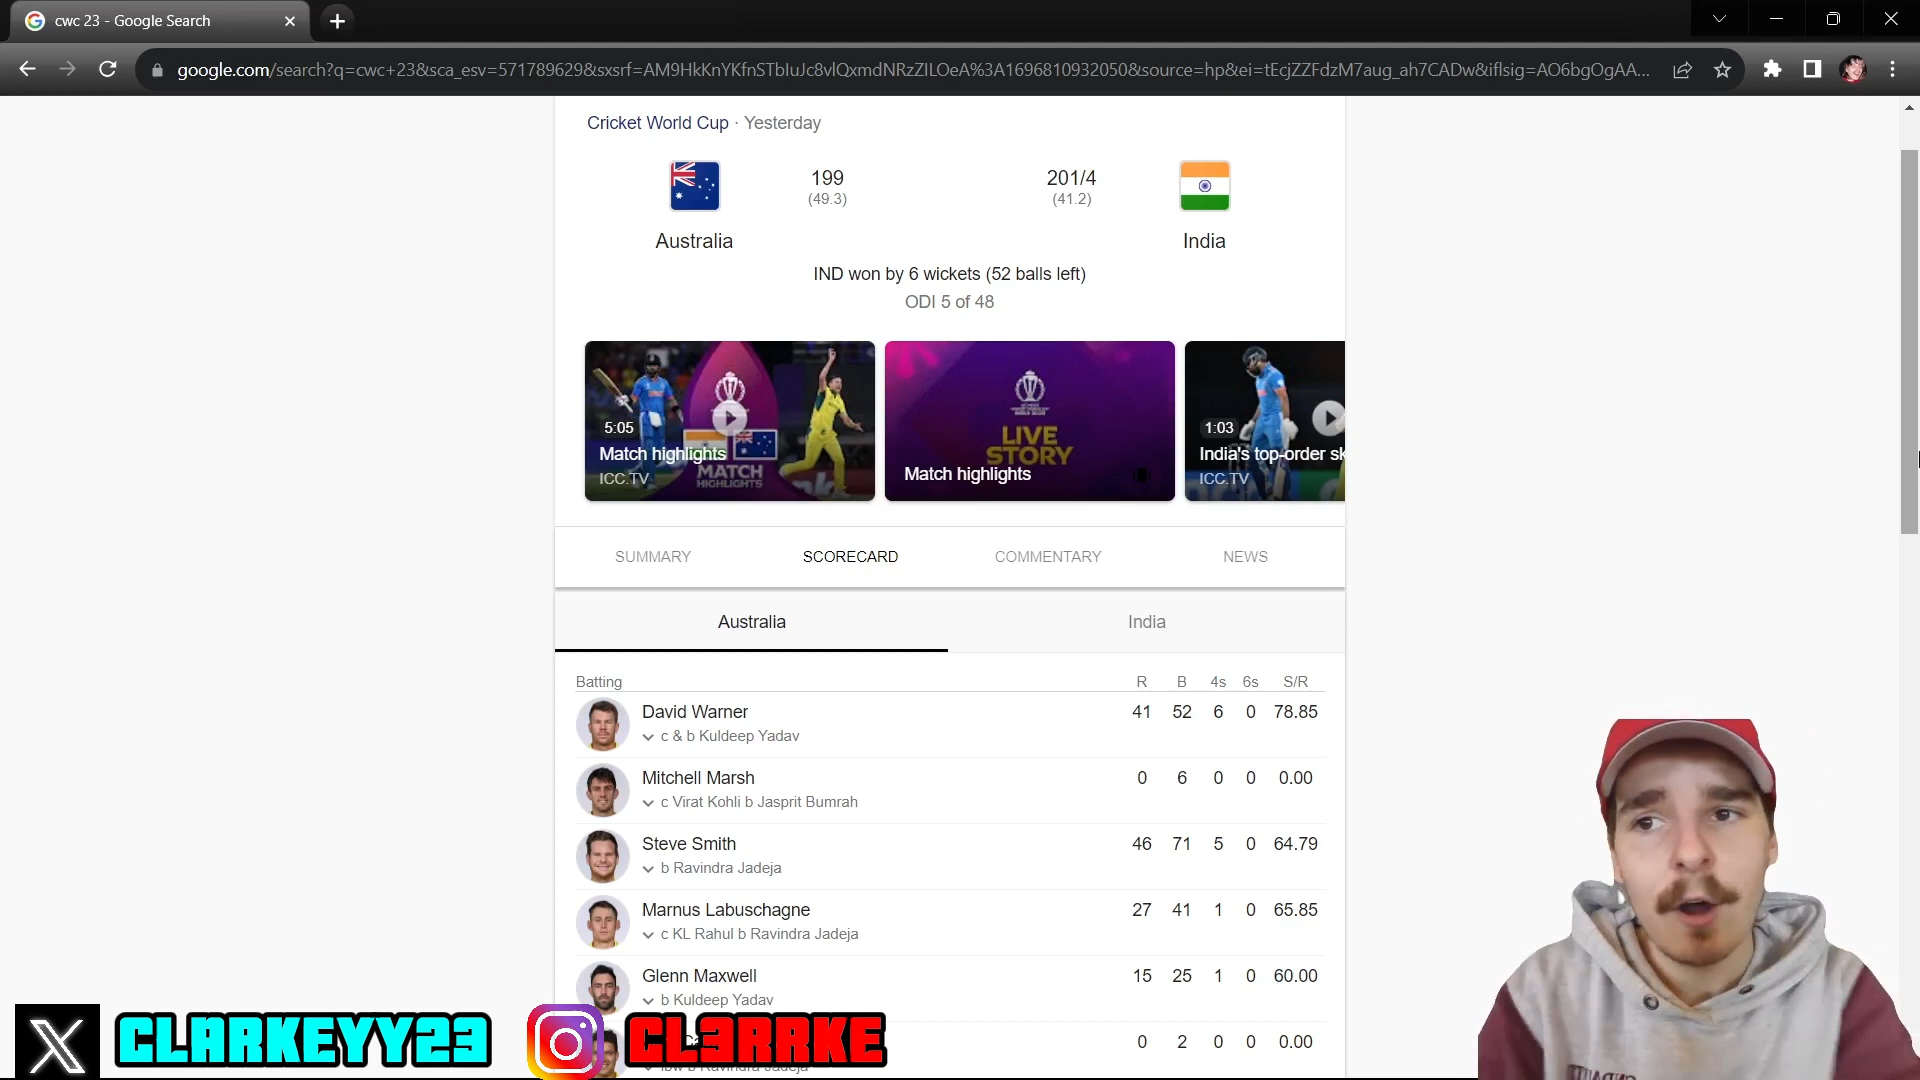 cwc 23 - Google Search
google.com/search?q=cwc+23&sca_esv=571789629&sxsrf=AM9HkKnYKfnSTbIuJc8vlQxmdNRzZILOeA%3A1696810932050&source=hp&ei=tEcjZZFdzM7aug_ah7CADw&iflsig=AO6bgOgAA...
Cricket World Cup · Yesterday
199 201/4
(49.3) (41.2)
Australia India
IND won by 6 wickets (52 balls left)
ODI 5 of 48
5:05
Match highlights
ICC.TV
MATCH
HIGHLIGHTS
LIVE
STORY
Match highlights
1:03
India's top-order sk
ICC.TV
SUMMARY SCORECARD COMMENTARY NEWS
Australia India
Batting R B 4s 6s S/R
David Warner 41 52 6 0 78.85
c & b Kuldeep Yadav
Mitchell Marsh 0 6 0 0 0.00
c Virat Kohli b Jasprit Bumrah
Steve Smith 46 71 5 0 64.79
b Ravindra Jadeja
Marnus Labuschagne 27 41 1 0 65.85
c KL Rahul b Ravindra Jadeja
Glenn Maxwell 15 25 1 0 60.00
b Kuldeep Yadav
0 2 0 0 0.00
lbw b Ravindra Jadeja
CLARKEYY23 CL3RRKE